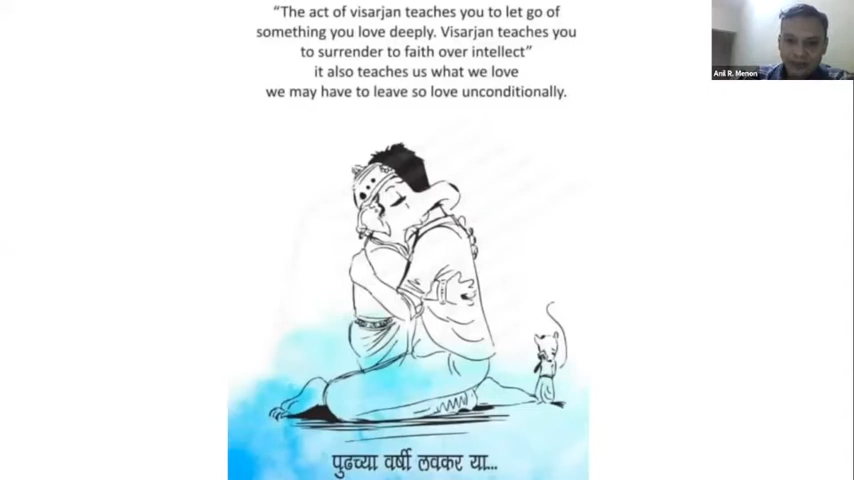 “The act of visarjan teaches you to let go of
something you love deeply. Visarjan teaches you
to surrender to faith over intellect”
it also teaches us what we love
we may have to leave so love unconditionally.
Anil R. Menon
पुढच्या वर्षी लवकर या...